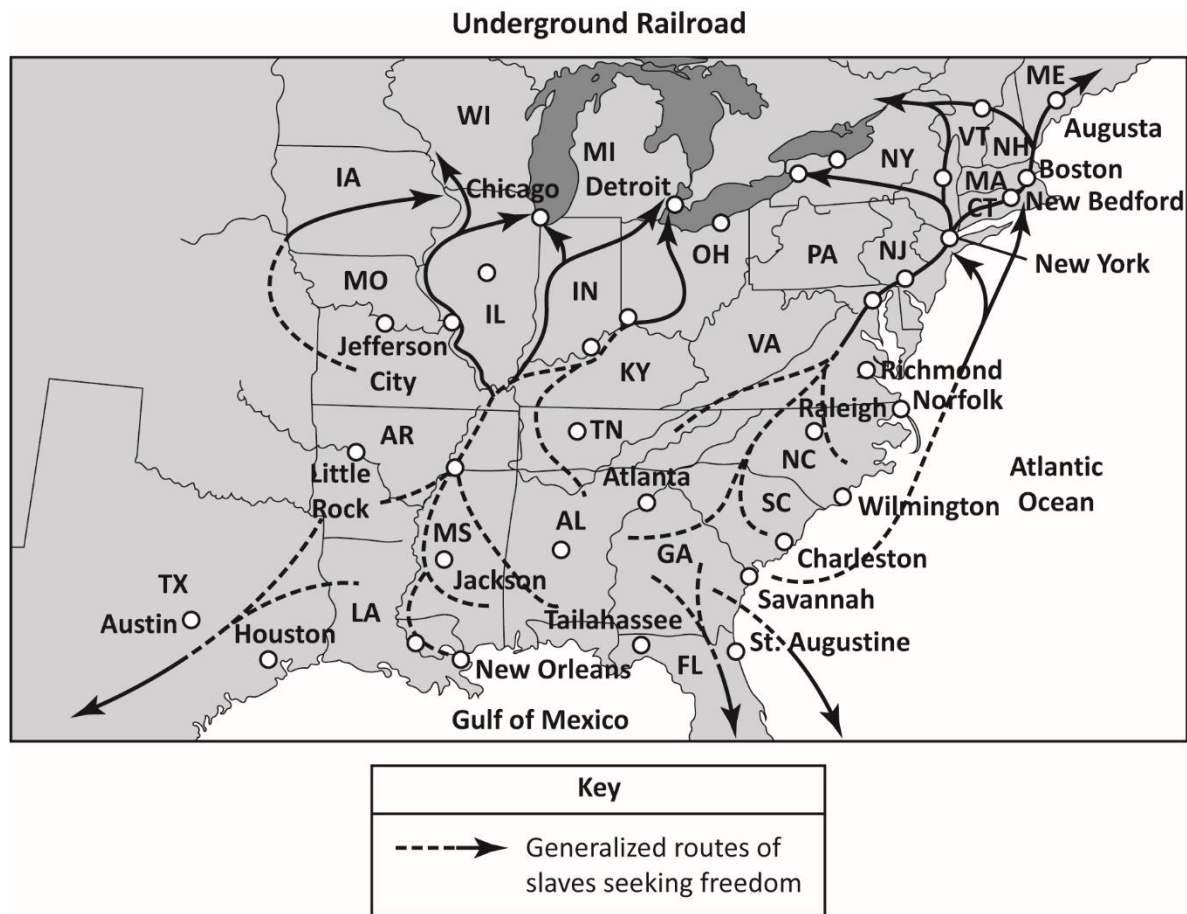 Underground Railroad
ME
WI
Augusta
VT
NH
MI
NY
IA
Chicago
Detroit
MA
Boston
CT
New Bedford
OH
PA
NJ
New York
MO
IL
IN
VA
Jefferson
City
KY
Richmond
Raleigh
Norfolk
AR
TN
NC
Little
Rock
Atlanta
Atlantic
Ocean
SC
Wilmington
MS
AL
GA
Charleston
Jackson
TX
LA
Savannah
Austin
Houston
Tailahassee
St. Augustine
New Orleans
FL
Gulf of Mexico
Key
Generalized routes of
slaves seeking freedom